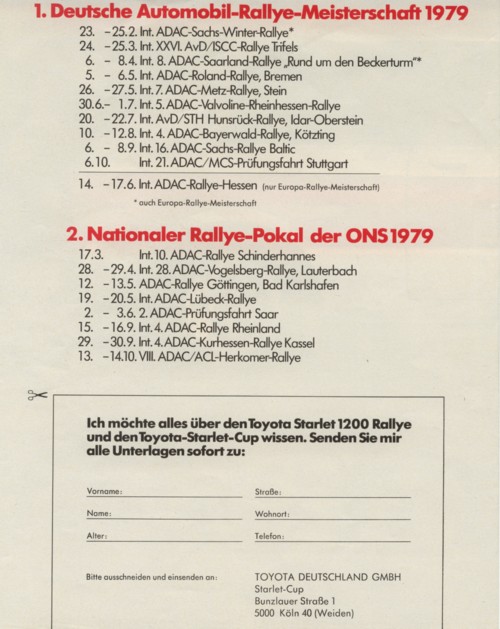 1. Deutsche Automobil-Rallye-Meisterschaft 1979
23. - 25.2. Int. ADAC-Sachs-Winter-Rallye*
24. - 25.3. Int. XXVI. AvD/ISCC-Rallye Trifels
6. - 8.4. Int. 8. ADAC-Saarland-Rallye „Rund um den Beckerturm"*
5. - 6.5. Int. ADAC-Roland-Rallye, Bremen
26. - 27.5. Int. 7. ADAC-Metz-Rallye, Stein
30.6.- 1.7. Int. 5. ADAC-Valvoline-Rheinhessen-Rallye
20. - 22.7. Int. AvD/STH Hunsrück-Rallye, Idar-Oberstein
10. - 12.8. Int. 4. ADAC-Bayerwald-Rallye, Kötzting
6. - 8.9. Int. 16. ADAC-Sachs-Rallye Baltic
6.10. Int. 21. ADAC/MCS-Prüfungsfahrt Stuttgart
14. - 17.6. Int. ADAC-Rallye-Hessen (nur Europa-Rallye-Meisterschaft)
* auch Europa-Rallye-Meisterschaft
2. Nationaler Rallye-Pokal der ONS 1979
17.3. Int. 10. ADAC-Rallye Schinderhannes
28. - 29.4. Int. 28. ADAC-Vogelsberg-Rallye, Lauterbach
12. - 13.5. ADAC-Rallye Göttingen, Bad Karlshafen
19. - 20.5. Int. ADAC-Lübeck-Rallye
2. - 3.6. 2. ADAC-Prüfungsfahrt Saar
15. - 16.9. Int. 4. ADAC-Rallye Rheinland
29. - 30.9. Int. 4. ADAC-Kurhessen-Rallye Kassel
13. - 14.10. VIII. ADAC/ACL-Herkomer-Rallye
Ich möchte alles über den Toyota Starlet 1200 Rallye
und den Toyota-Starlet-Cup wissen. Senden Sie mir
alle Unterlagen sofort zu:
Vorname: Straße:
Name: Wohnort:
Alter: Telefon:
Bitte ausschneiden und einsenden an: TOYOTA DEUTSCHLAND GMBH
Starlet-Cup
Bunzlauer Straße 1
5000 Köln 40 (Weiden)